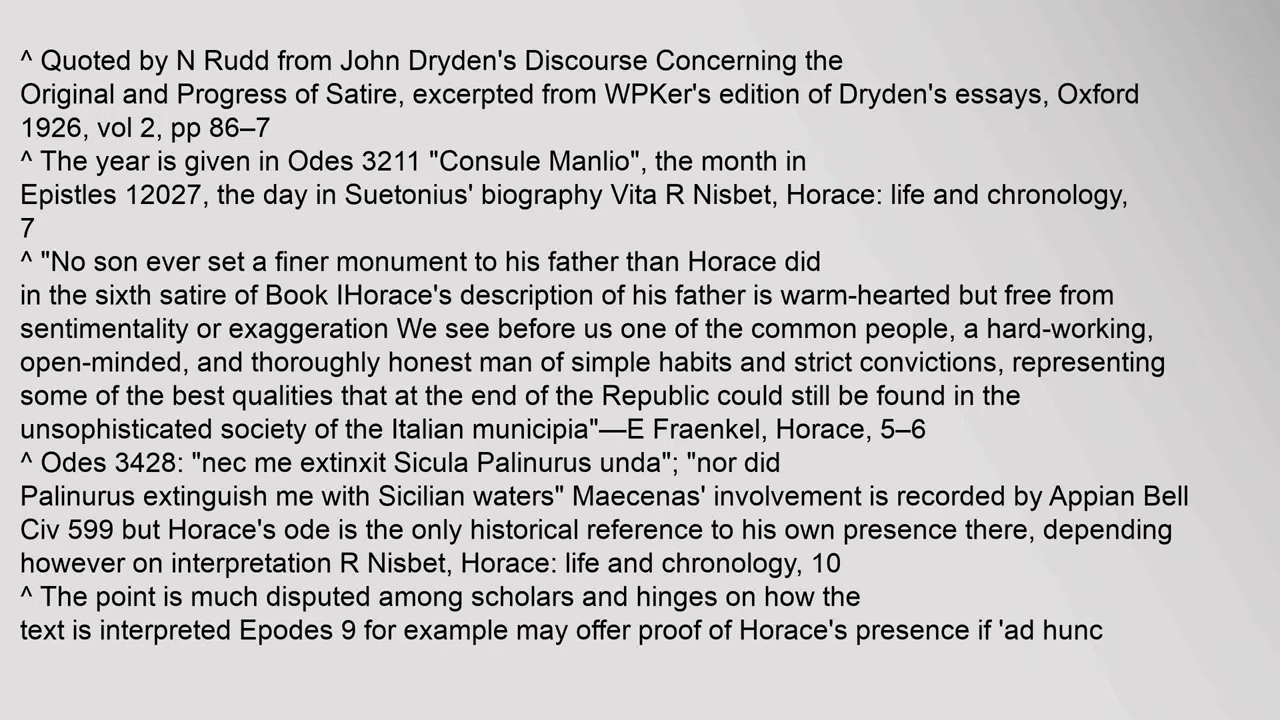 ^ Quoted by N Rudd from John Dryden's Discourse Concerning the
Original and Progress of Satire, excerpted from WPKer's edition of Dryden's essays, Oxford
1926, vol 2, pp 86–7
^ The year is given in Odes 3211 "Consule Manlio", the month in
Epistles 12027, the day in Suetonius' biography Vita R Nisbet, Horace: life and chronology,
7
^ "No son ever set a finer monument to his father than Horace did
in the sixth satire of Book IHorace's description of his father is warm-hearted but free from
sentimentality or exaggeration We see before us one of the common people, a hard-working,
open-minded, and thoroughly honest man of simple habits and strict convictions, representing
some of the best qualities that at the end of the Republic could still be found in the
unsophisticated society of the Italian municipia"—E Fraenkel, Horace, 5–6
^ Odes 3428: "nec me extinxit Sicula Palinurus unda"; "nor did
Palinurus extinguish me with Sicilian waters" Maecenas' involvement is recorded by Appian Bell
Civ 599 but Horace's ode is the only historical reference to his own presence there, depending
however on interpretation R Nisbet, Horace: life and chronology, 10
^ The point is much disputed among scholars and hinges on how the
text is interpreted Epodes 9 for example may offer proof of Horace's presence if 'ad hunc